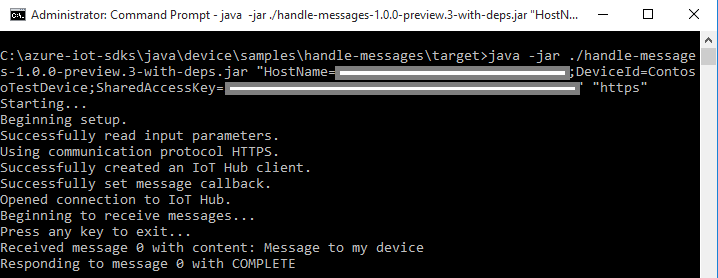 Administrator: Command Prompt - java -jar ./handle-messages-1.0.0-preview.3-with-deps.jar "HostN...
C:\azure-iot-sdks\java\device\samples\handle-messages\target>java -jar ./handle-message
s-1.0.0-preview.3-with-deps.jar "HostName= ;DeviceId=Contos
oTestDevice;SharedAccessKey= " "https"
Starting...
Beginning setup.
Successfully read input parameters.
Using communication protocol HTTPS.
Successfully created an IoT Hub client.
Successfully set message callback.
Opened connection to IoT Hub.
Beginning to receive messages...
Press any key to exit...
Received message 0 with content: Message to my device
Responding to message 0 with COMPLETE